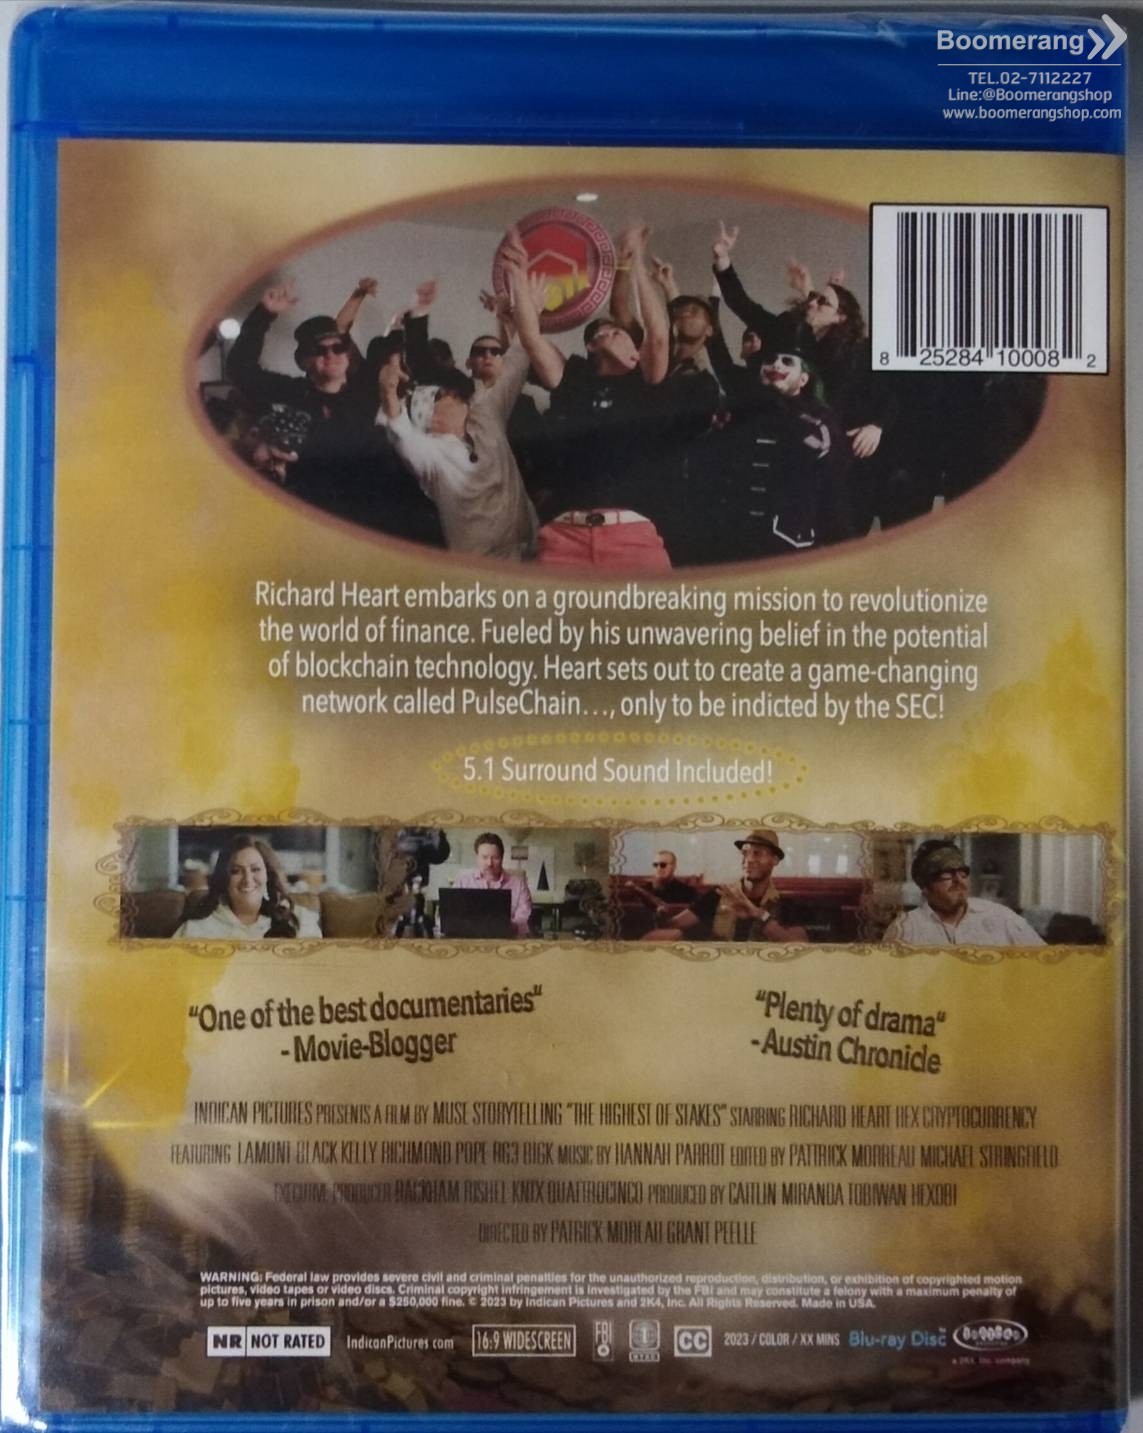 Boomerang
TEL.02-7112227
Line:@Boomerangshop
www.boomerangshop.com
8 25284 10008 2
Richard Heart embarks on a groundbreaking mission to revolutionize
the world of finance. Fueled by his unwavering belief in the potential
of blockchain technology. Heart sets out to create a game-changing
network called PulseChain..., only to be indicted by the SEC!
5.1 Surround Sound Included!
"One of the best documentaries"
- Movie-Blogger
"Plenty of drama"
- Austin Chronicle
INDICAN PICTURES PRESENTS A FILM BY MUSE STORYTELLING "THE HIGHEST OF STAKES" STARRING RICHARD HEART HEX CRYPTOCURRENCY
FEATURING LAMONT BLACK KELLY RICHMOND POPE RG3 BIGK MUSIC BY HANNAH PARROT EDITED BY PATTRICK MORREAU MICHAEL STRINGFIELD
EXECUTIVE PRODUCER RACKHAM RISHEL KNIX QUATTROCINCO PRODUCED BY CAITLIN MIRANDA TOBIWAN HEXOBI
DIRECTED BY PATRICK MOREAU GRANT PEELLE
WARNING: Federal law provides severe civil and criminal penalties for the unauthorized reproduction, distribution, or exhibition of copyrighted motion
pictures, video tapes or video discs. Criminal copyright infringement is investigated by the FBI and may constitute a felony with a maximum penalty of
up to five years in prison and/or a $250,000 fine. © 2023 by Indican Pictures and 2K4, Inc. All Rights Reserved. Made in USA.
NR NOT RATED IndicanPictures.com 16:9 WIDESCREEN FBI NTSC CC 2023 / COLOR / XX MINS Blu-ray Disc